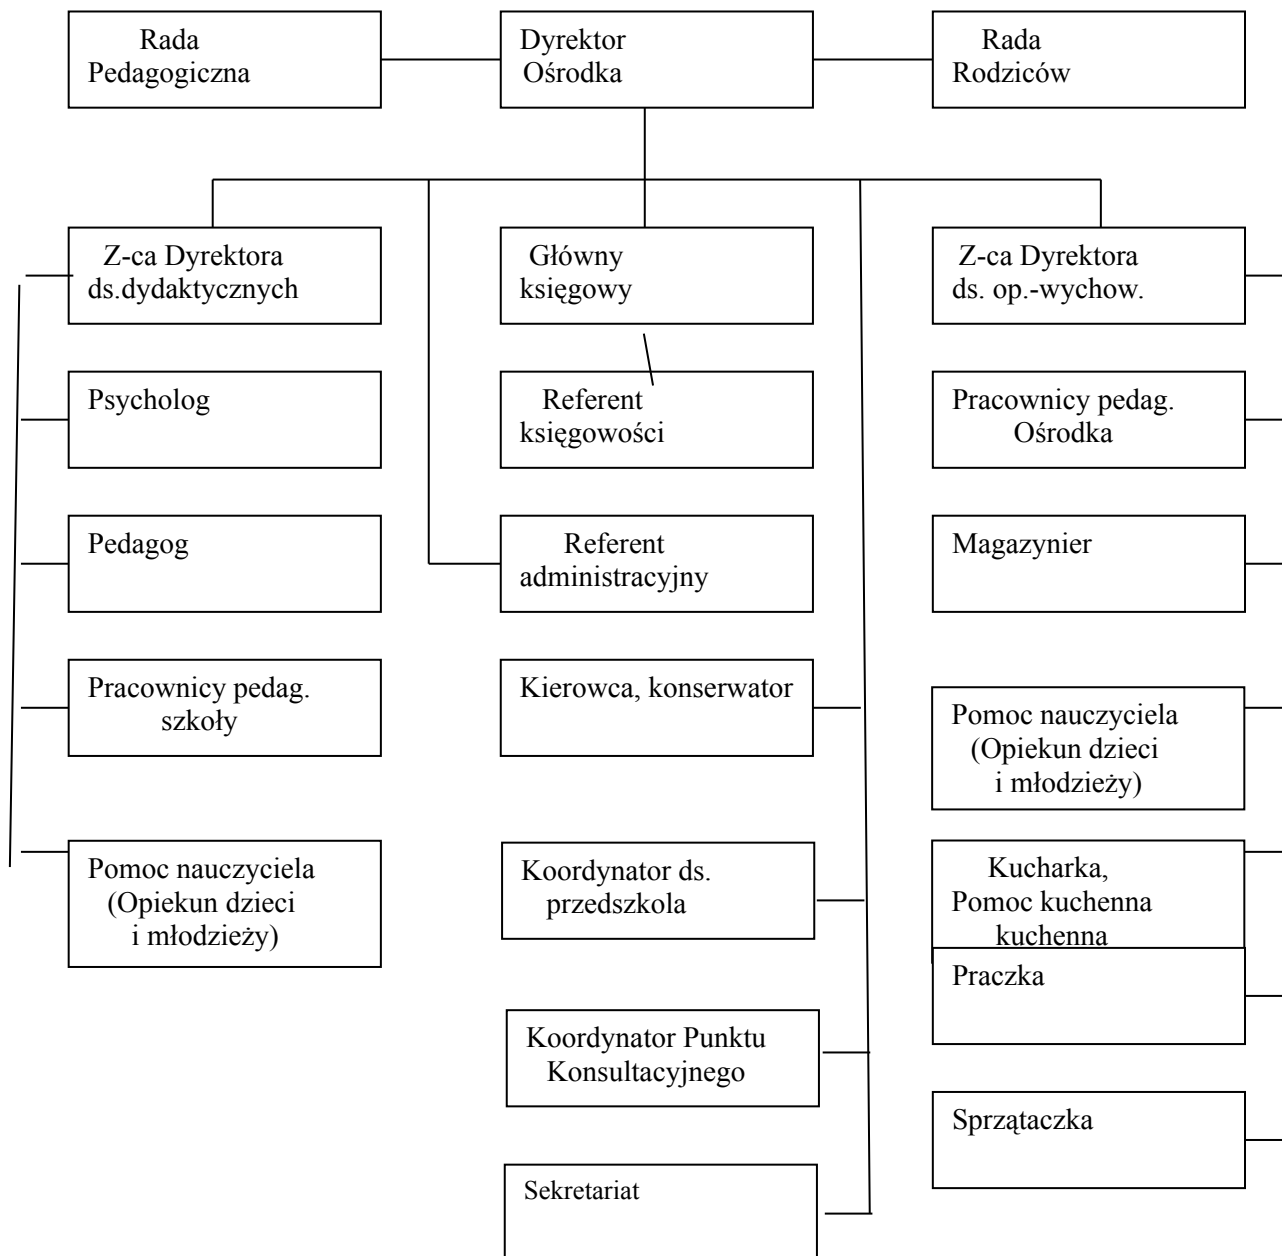 Rada
Pedagogiczna
Dyrektor
Ośrodka
Rada
Rodziców
Z-ca Dyrektora
ds.dydaktycznych
Główny
księgowy
Z-ca Dyrektora
ds. op.-wychow.
Psycholog
Referent
księgowości
Pracownicy pedag.
Ośrodka
Pedagog
Referent
administracyjny
Magazynier
Pracownicy pedag.
szkoły
Kierowca, konserwator
Pomoc nauczyciela
(Opiekun dzieci
i młodzieży)
Pomoc nauczyciela
(Opiekun dzieci
i młodzieży)
Koordynator ds.
przedszkola
Kucharka,
Pomoc kuchenna
kuchenna
Praczka
Koordynator Punktu
Konsultacyjnego
Sprzątaczka
Sekretariat